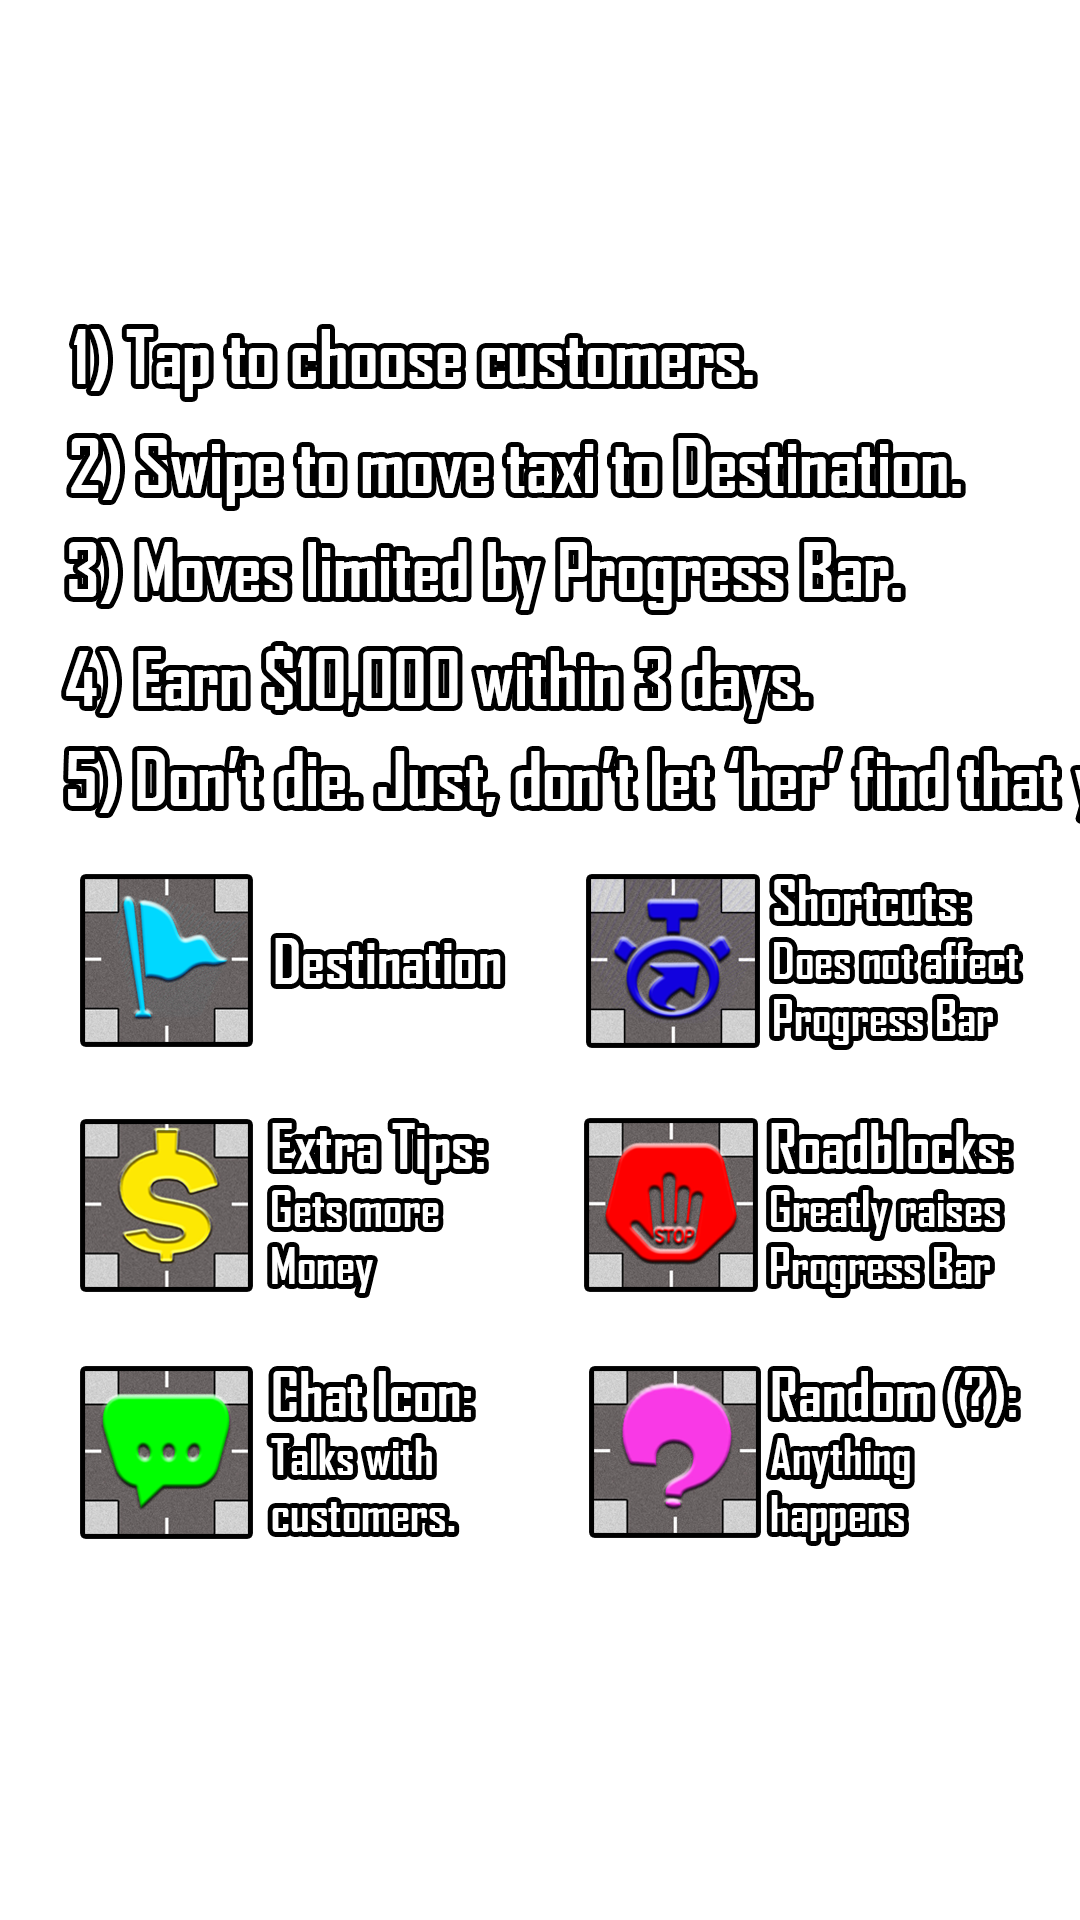 1) Tap to choose customers.
2) Swipe to move taxi to Destination.
3) Moves limited by Progress Bar.
4) Earn $10,000 within 3 days.
5) Don’t die. Just, don’t let ‘her’ find that
Destination
Shortcuts:
Does not affect
Progress Bar
Extra Tips:
Gets more
Money
STOP
Roadblocks:
Greatly raises
Progress Bar
Chat Icon:
Talks with
customers.
Random (?):
Anything
happens